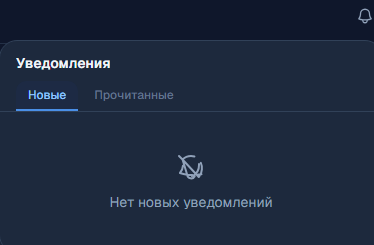 Уведомления
Новые Прочитанные
Нет новых уведомлений